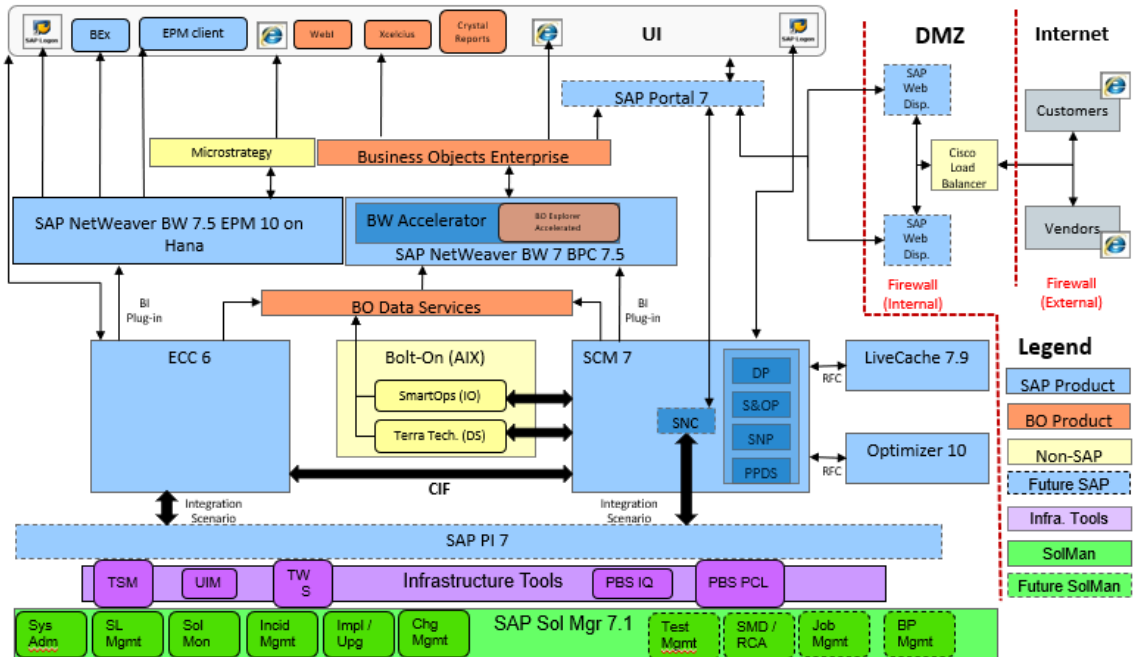 SAP Logon
BEx
EPM client
WebI
Xcelcius
Crystal
Reports
UI
SAP Logon
DMZ
Internet
SAP
Web
Disp.
Customers
SAP Portal 7
Microstrategy
Business Objects Enterprise
Cisco
Load
Balancer
SAP NetWeaver BW 7.5 EPM 10 on
Hana
BW Accelerator
BO Explorer
Accelerated
SAP NetWeaver BW 7 BPC 7.5
SAP
Web
Disp.
Vendors
Firewall
(Internal)
Firewall
(External)
BI
Plug-in
BO Data Services
BI
Plug-in
ECC 6
Bolt-On (AIX)
SmartOps (IO)
Terra Tech. (DS)
SCM 7
DP
S&OP
SNP
PPDS
SNC
RFC
LiveCache 7.9
RFC
Optimizer 10
CIF
Integration
Scenario
Integration
Scenario
SAP PI 7
TSM
UIM
TW
S
Infrastructure Tools
PBS IQ
PBS PCL
Sys
Adm
SL
Mgmt
Sol
Mon
Incid
Mgmt
Impl /
Upg
Chg
Mgmt
SAP Sol Mgr 7.1
Test
Mgmt
SMD /
RCA
Job
Mgmt
BP
Mgmt
Legend
SAP Product
BO Product
Non-SAP
Future SAP
Infra. Tools
SolMan
Future SolMan